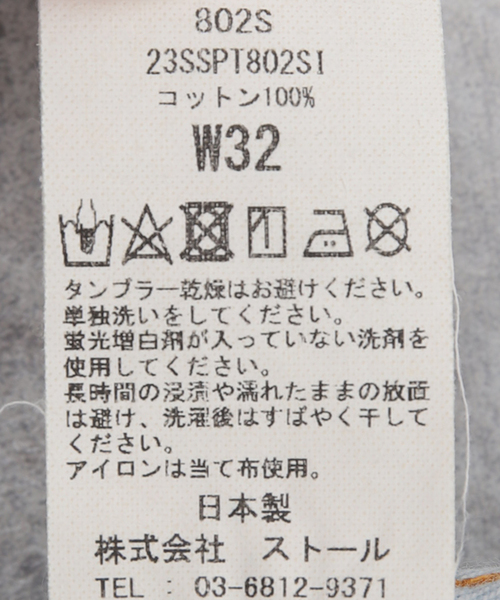 802S
23SSPT802SI
コットン100%
W32
タンブラー乾燥はお避けください。
単独洗いをしてください。
蛍光増白剤が入っていない洗剤を
使用してください。
長時間の浸漬や濡れたままの放置
は避け、洗濯後はすばやく干して
ください。
アイロンは当て布使用。
日本製
株式会社 ストール
TEL : 03-6812-9371